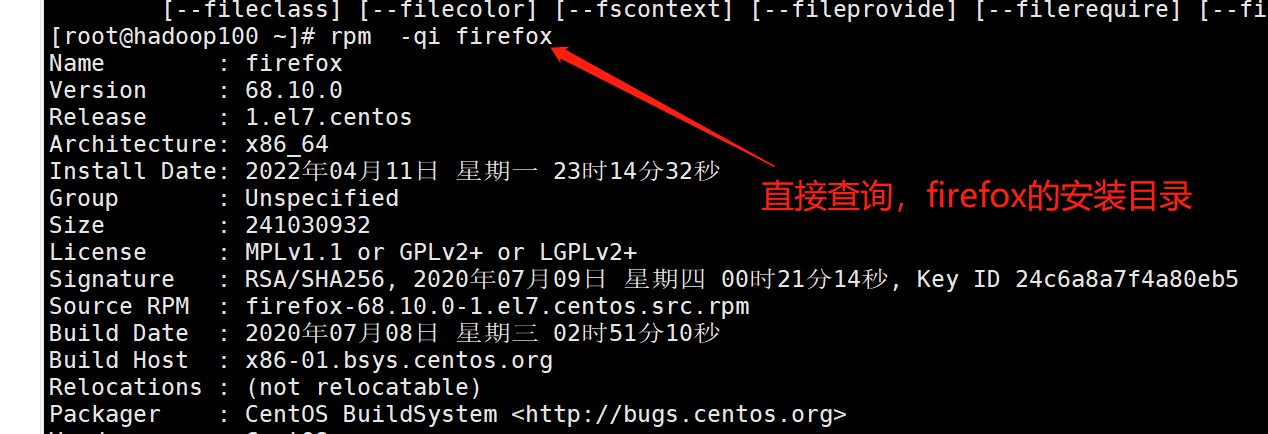 [--fileclass] [--filecolor] [--fscontext] [--fileprovide] [--filerequire] [--fi
[root@hadoop100 ~]# rpm  -qi firefox
Name        : firefox
Version     : 68.10.0
Release     : 1.el7.centos
Architecture: x86_64
Install Date: 2022年04月11日 星期一 23时14分32秒
直接查询，firefox的安装目录
Group       : Unspecified
Size        : 241030932
License     : MPLv1.1 or GPLv2+ or LGPLv2+
Signature   : RSA/SHA256, 2020年07月09日 星期四 00时21分14秒, Key ID 24c6a8a7f4a80eb5
Source RPM  : firefox-68.10.0-1.el7.centos.src.rpm
Build Date  : 2020年07月08日 星期三 02时51分10秒
Build Host  : x86-01.bsys.centos.org
Relocations : (not relocatable)
Packager    : CentOS BuildSystem <http://bugs.centos.org>